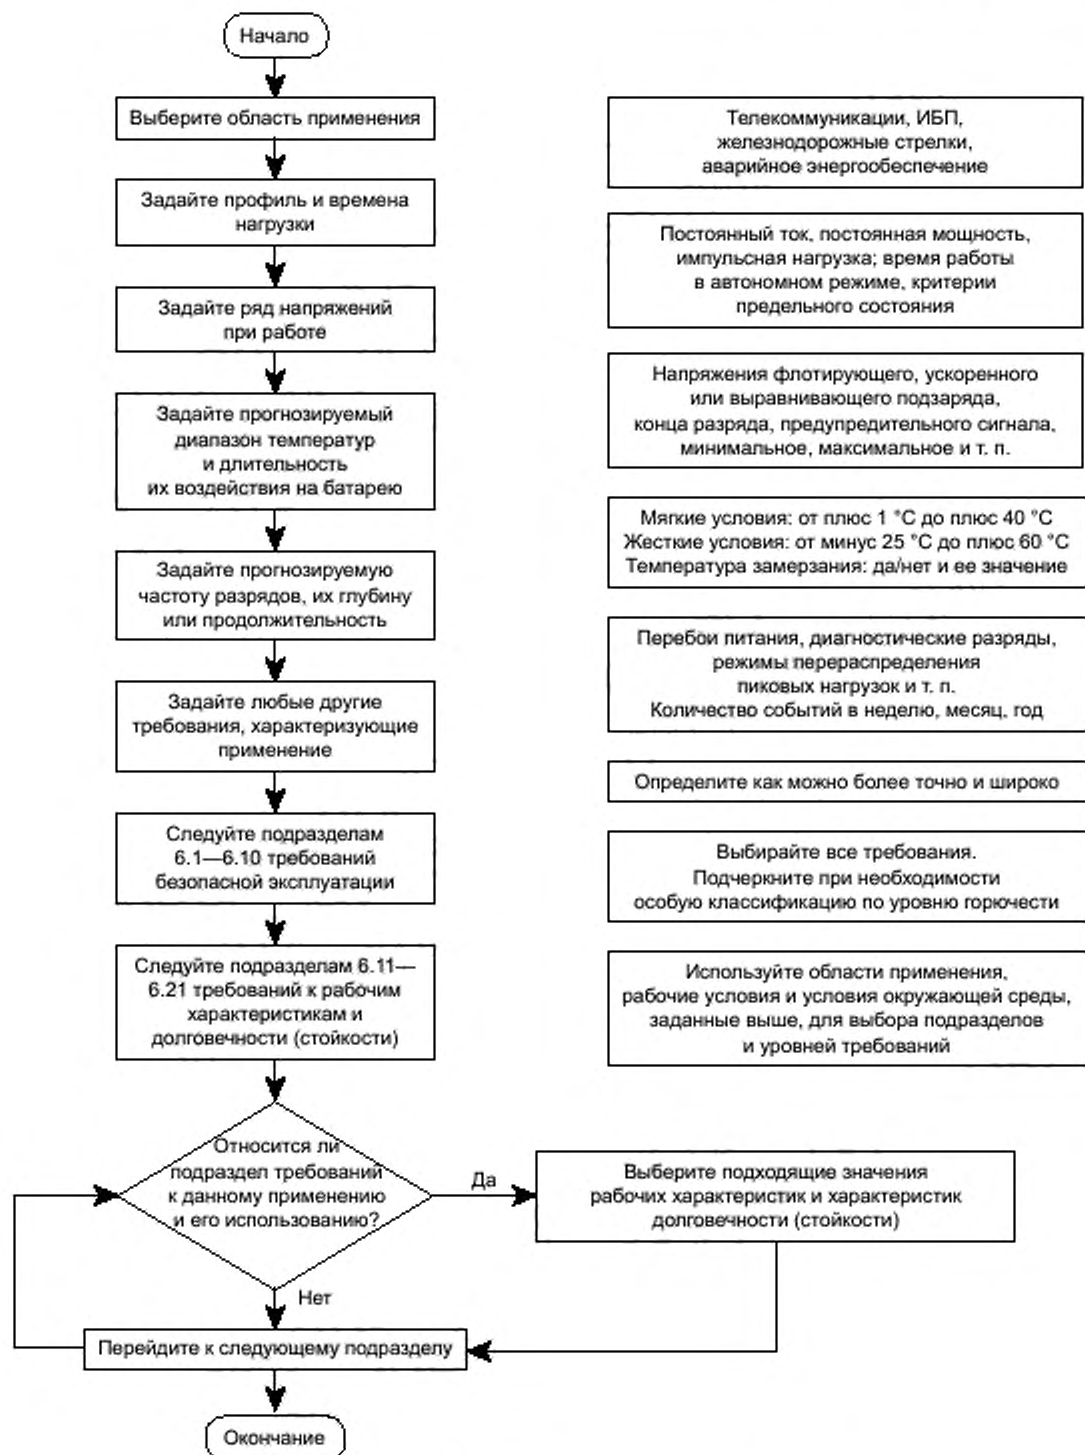 Начало
Выберите область применения
Задайте профиль и времена
нагрузки
Задайте ряд напряжений
при работе
Задайте прогнозируемый
диапазон температур
и длительность
их воздействия на батарею
Задайте прогнозируемую
частоту разрядов, их глубину
или продолжительность
Задайте любые другие
требования, характеризующие
применение
Следуйте подразделам
6.1—6.10 требований
безопасной эксплуатации
Следуйте подразделам 6.11—
6.21 требований к рабочим
характеристикам и
долговечности (стойкости)
Телекоммуникации, ИБП,
железнодорожные стрелки,
аварийное энергообеспечение
Постоянный ток, постоянная мощность,
импульсная нагрузка; время работы
в автономном режиме, критерии
предельного состояния
Напряжения флотирующего, ускоренного
или выравнивающего подзаряда,
конца разряда, предупредительного сигнала,
минимальное, максимальное и т. п.
Мягкие условия: от плюс 1 °С до плюс 40 °С
Жесткие условия: от минус 25 °С до плюс 60 °С
Температура замерзания: да/нет и ее значение
Перебои питания, диагностические разряды,
режимы перераспределения
пиковых нагрузок и т. п.
Количество событий в неделю, месяц, год
Определите как можно более точно и широко
Выбирайте все требования.
Подчеркните при необходимости
особую классификацию по уровню горючести
Используйте области применения,
рабочие условия и условия окружающей среды,
заданные выше, для выбора подразделов
и уровней требований
Относится ли
подраздел требований
к данному применению
и его использованию?
Да
Выберите подходящие значения
рабочих характеристик и характеристик
долговечности (стойкости)
Нет
Перейдите к следующему подразделу
Окончание